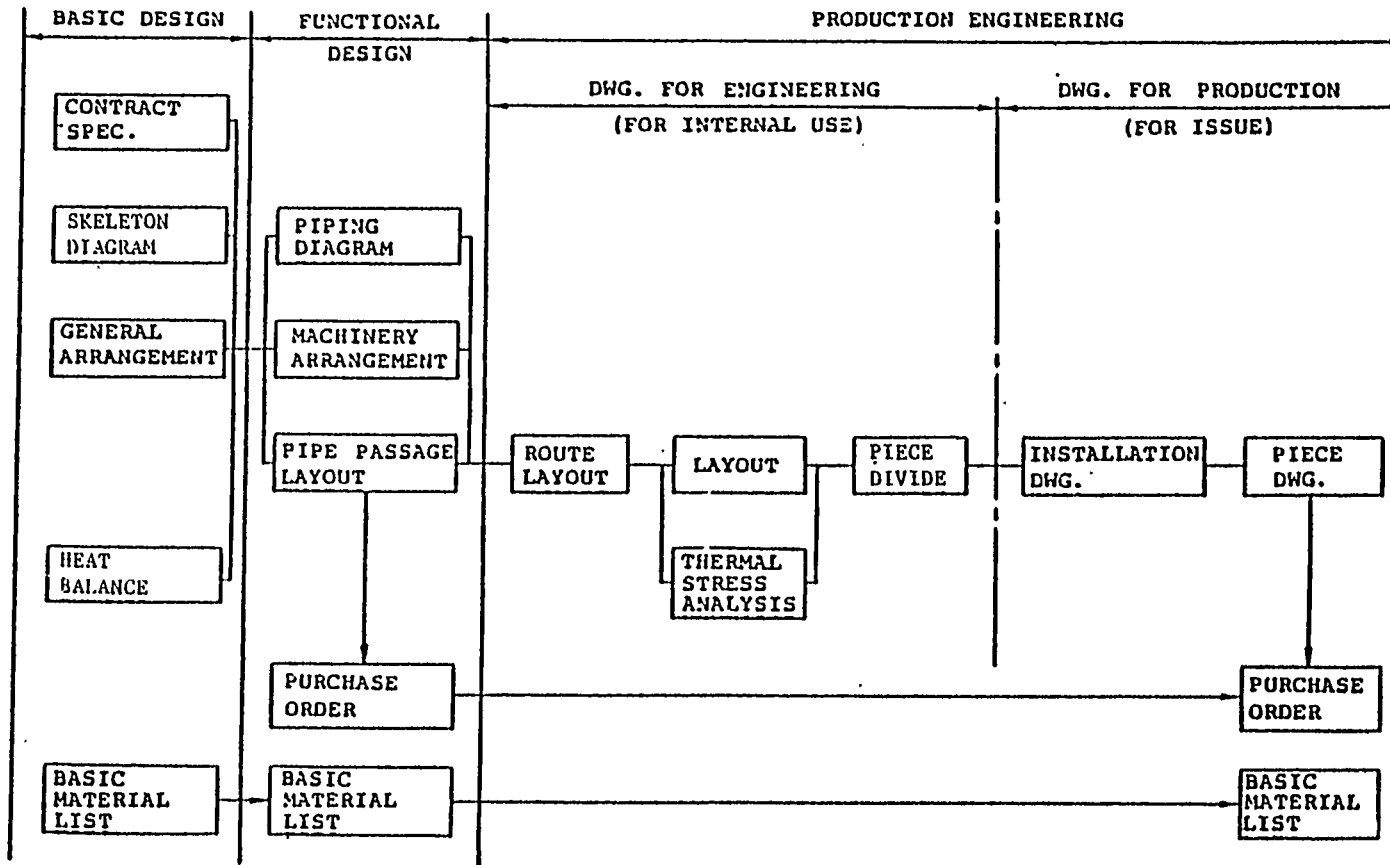 BASIC DESIGN
FUNCTIONAL
DESIGN
PRODUCTION ENGINEERING
DWG. FOR ENGINEERING
(FOR INTERNAL USE)
DWG. FOR PRODUCTION
(FOR ISSUE)
CONTRACT
SPEC.
SKELETON
DIAGRAM
GENERAL
ARRANGEMENT
HEAT
BALANCE
BASIC
MATERIAL
LIST
PIPING
DIAGRAM
MACHINERY
ARRANGEMENT
PIPE PASSAGE
LAYOUT
PURCHASE
ORDER
BASIC
MATERIAL
LIST
ROUTE
LAYOUT
LAYOUT
THERMAL
STRESS
ANALYSIS
PIECE
DIVIDE
INSTALLATION
DWG.
PIECE
DWG.
PURCHASE
ORDER
BASIC
MATERIAL
LIST